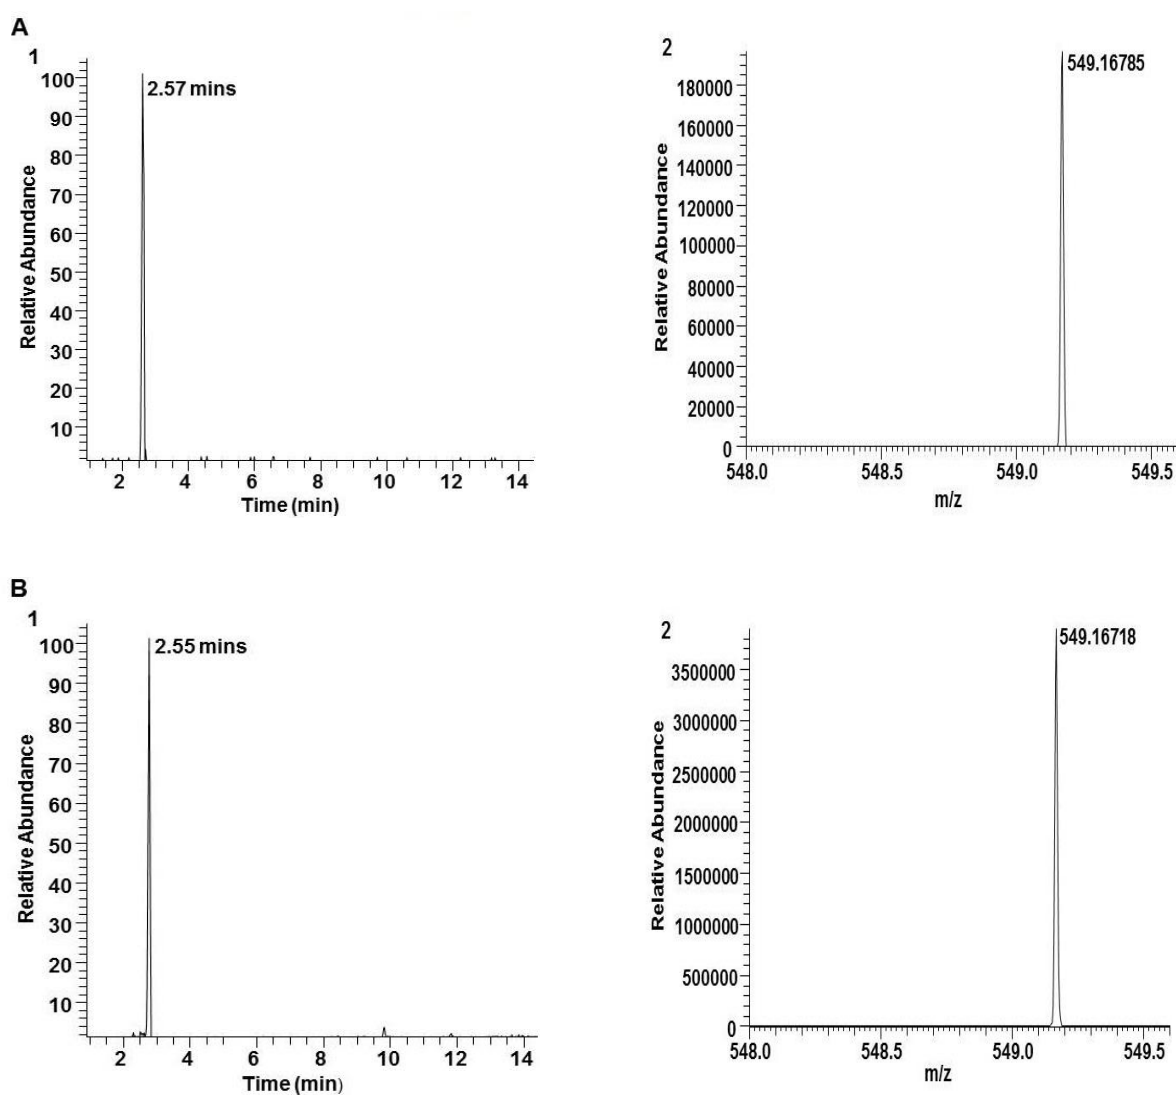 A
1
100
90
80
70
60
50
40
30
20
10
2.57 mins
Relative Abundance
2 4 6 8 10 12 14
Time (min)
2
180000
160000
140000
120000
100000
80000
60000
40000
20000
0
549.16785
Relative Abundance
548.0 548.5 549.0 549.5
m/z
B
1
100
90
80
70
60
50
40
30
20
10
2.55 mins
Relative Abundance
2 4 6 8 10 12 14
Time (min)
2
3500000
3000000
2500000
2000000
1500000
1000000
500000
0
549.16718
Relative Abundance
548.0 548.5 549.0 549.5
m/z